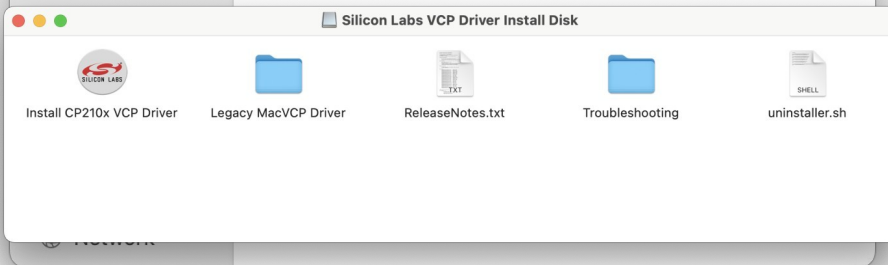 Silicon Labs VCP Driver Install Disk
SILICON LABS
TXT
SHELL
Install CP210x VCP Driver
Legacy MacVCP Driver
ReleaseNotes.txt
Troubleshooting
uninstaller.sh
Network